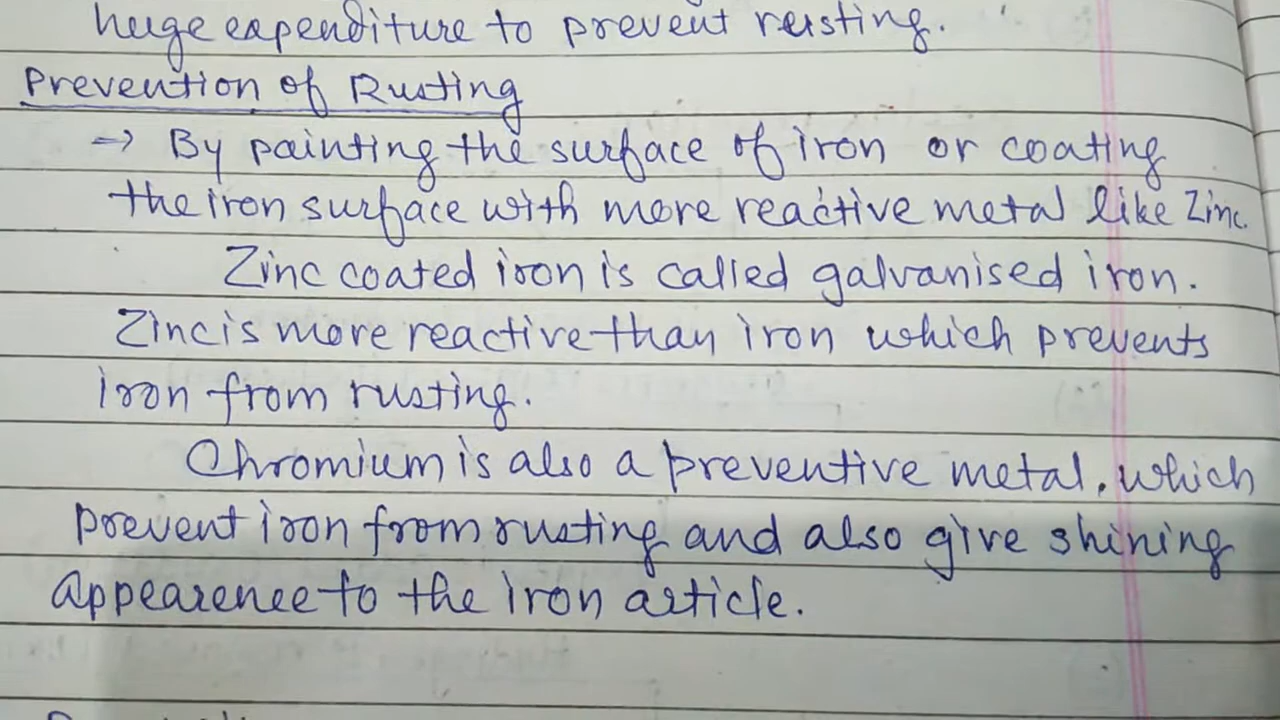 huge expenditure to prevent rusting.
Prevention of Rusting
→ By painting the surface of iron or coating
the iron surface with more reactive metal like Zinc.
Zinc coated iron is called galvanised iron.
Zinc is more reactive than iron which prevents
iron from rusting.
Chromium is also a preventive metal, which
prevent iron from rusting and also give shining
appearence to the iron article.